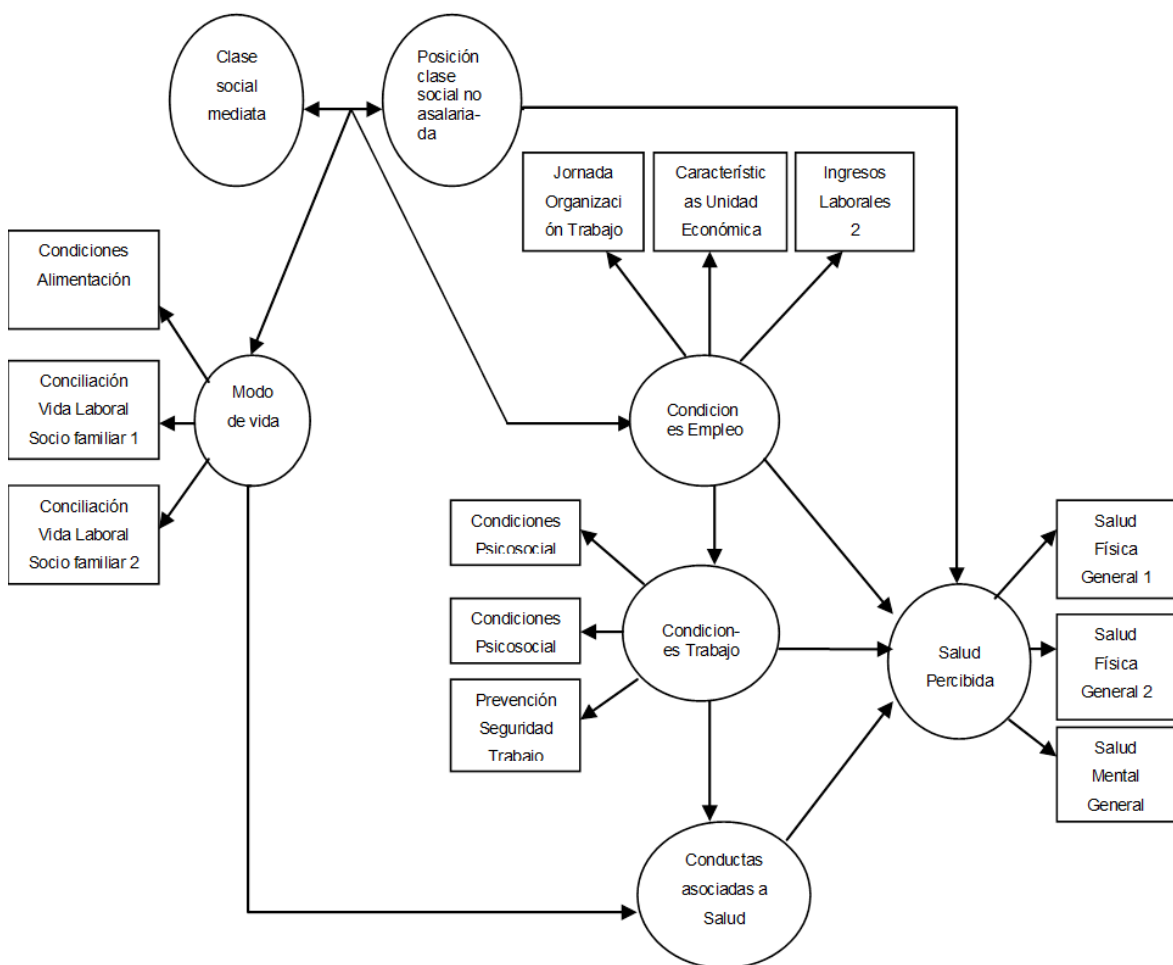 Clase
social
mediata
Posición
clase
social no
asalaria-
da
Jornada
Organizaci
ón Trabajo
Característic
as Unidad
Económica
Ingresos
Laborales
2
Condiciones
Alimentación
Conciliación
Vida Laboral
Socio familiar 1
Conciliación
Vida Laboral
Socio familiar 2
Modo
de vida
Condicion
es Empleo
Condiciones
Psicosocial
Condiciones
Psicosocial
Prevención
Seguridad
Trabajo
Condicion-
es Trabajo
Salud
Percibida
Salud
Física
General 1
Salud
Física
General 2
Salud
Mental
General
Conductas
asociadas a
Salud